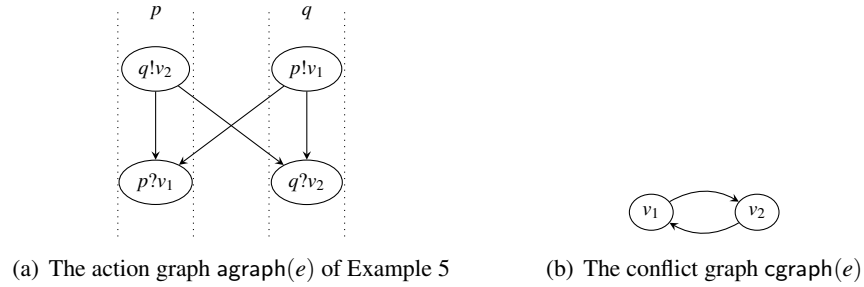 p q
q!v₂ p!v₁
p?v₁ q?v₂
v₁ v₂
(a) The action graph agraph(e) of Example 5 (b) The conflict graph cgraph(e)